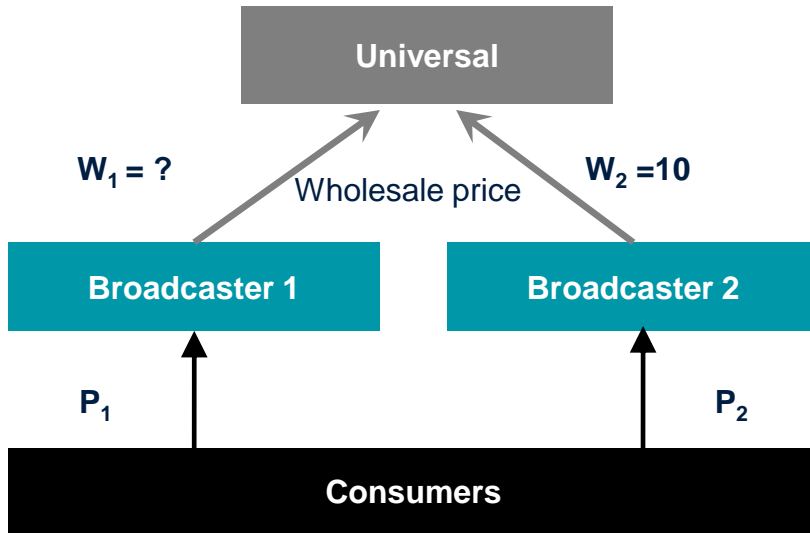 Universal
W₁ = ?
W₂ =10
Wholesale price
Broadcaster 1
Broadcaster 2
P₁
P₂
Consumers